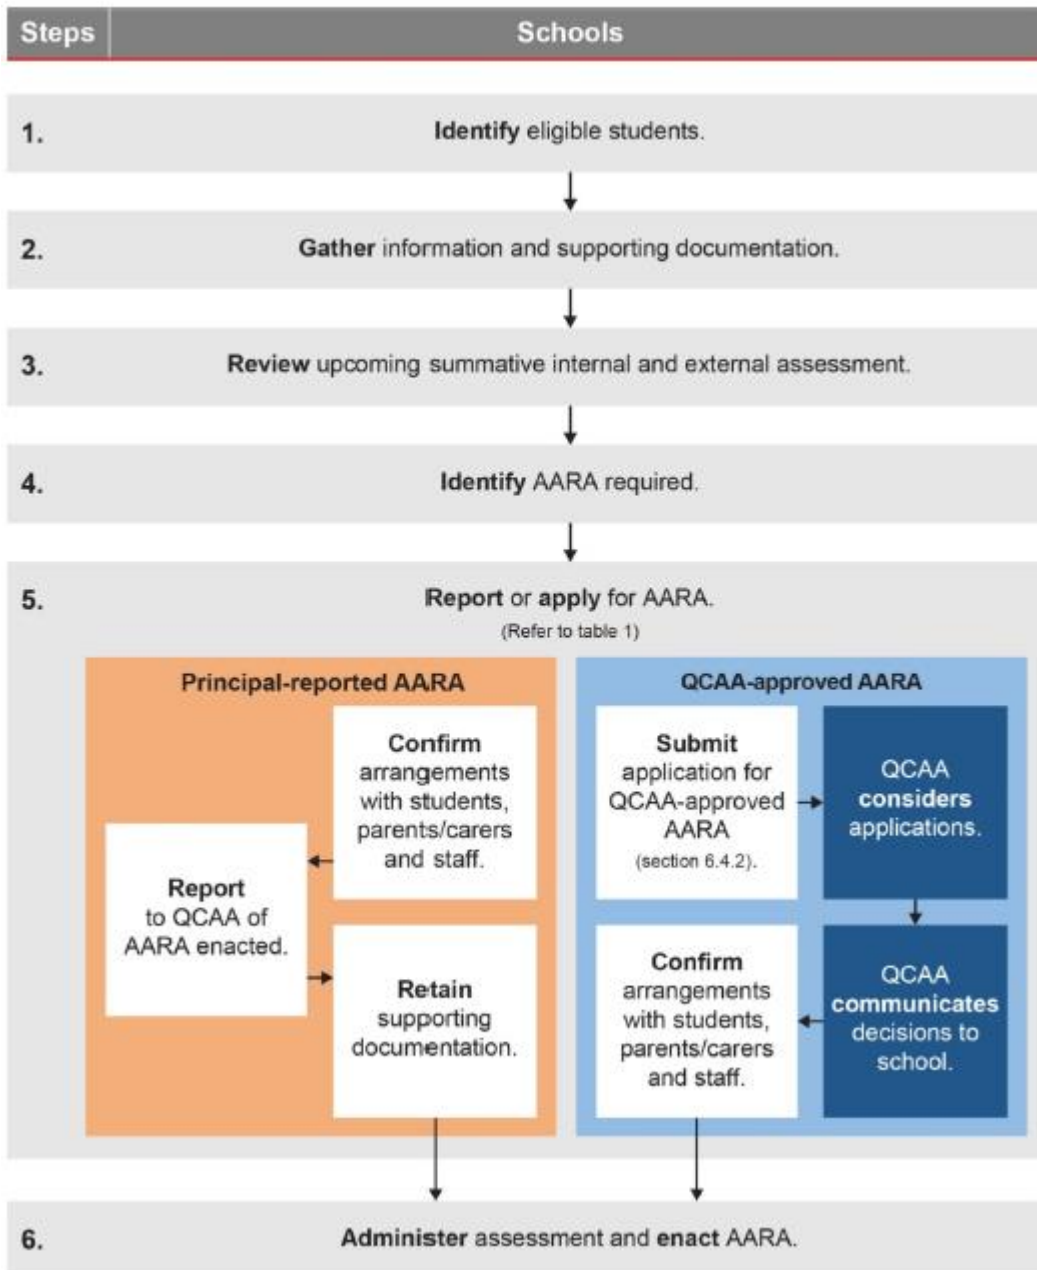 Steps
Schools
1.
Identify eligible students.
2.
Gather information and supporting documentation.
3.
Review upcoming summative internal and external assessment.
4.
Identify AARA required.
5.
Report or apply for AARA.
(Refer to table 1)
Principal-reported AARA
Confirm
arrangements
with students,
parents/carers
and staff.
Report
to QCAA of
AARA enacted.
Retain
supporting
documentation.
QCAA-approved AARA
Submit
application for
QCAA-approved
AARA
(section 6.4.2).
QCAA
considers
applications.
QCAA
communicates
decisions to
school.
Confirm
arrangements
with students,
parents/carers
and staff.
6.
Administer assessment and enact AARA.